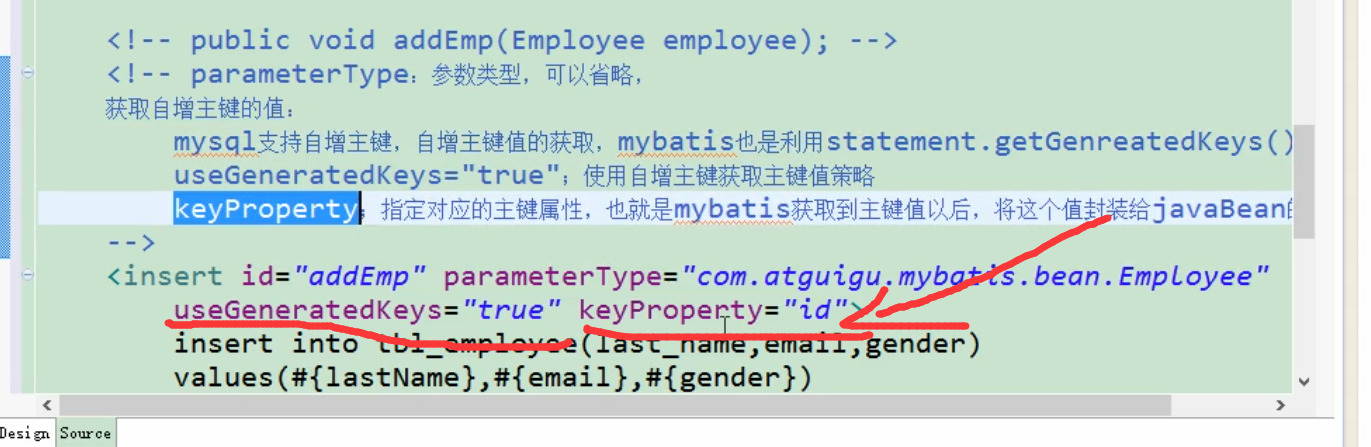 <!-- public void addEmp(Employee employee); -->
<!-- parameterType：参数类型，可以省略，
获取自增主键的值：
mysql支持自增主键，自增主键值的获取，mybatis也是利用statement.getGenreatedKeys()
useGeneratedKeys="true"；使用自增主键获取主键值策略
keyProperty；指定对应的主键属性，也就是mybatis获取到主键值以后，将这个值封装给javaBean的
-->
<insert id="addEmp" parameterType="com.atguigu.mybatis.bean.Employee"
useGeneratedKeys="true" keyProperty="id">
insert into tbl_employee(last_name,email,gender)
values(#{lastName},#{email},#{gender})
Design Source